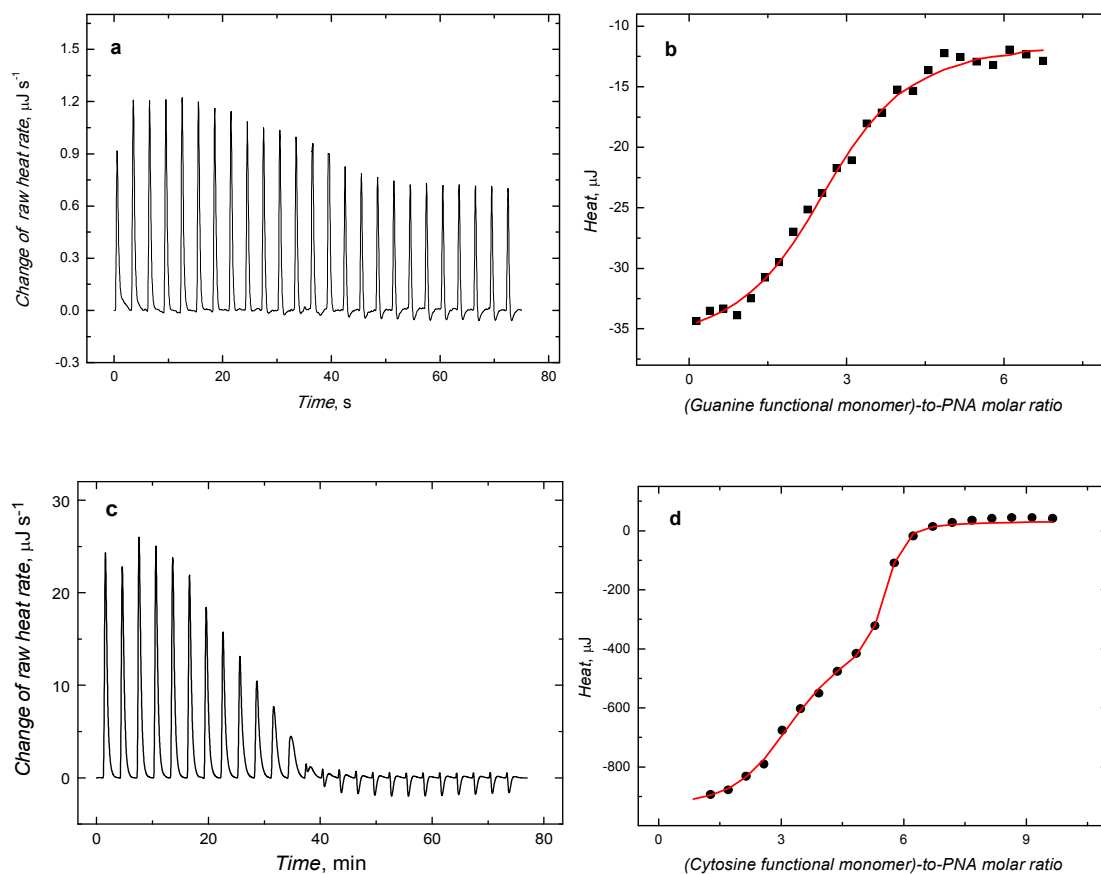 a
Change of raw heat rate, μJ s⁻¹
1.5
1.2
0.9
0.6
0.3
0.0
-0.3
0 20 40 60 80
Time, s
b
Heat, μJ
-10
-15
-20
-25
-30
-35
0 3 6
(Guanine functional monomer)-to-PNA molar ratio
c
Change of raw heat rate, μJ s⁻¹
30
20
10
0
0 20 40 60 80
Time, min
d
Heat, μJ
0
-200
-400
-600
-800
0 3 6 9
(Cytosine functional monomer)-to-PNA molar ratio